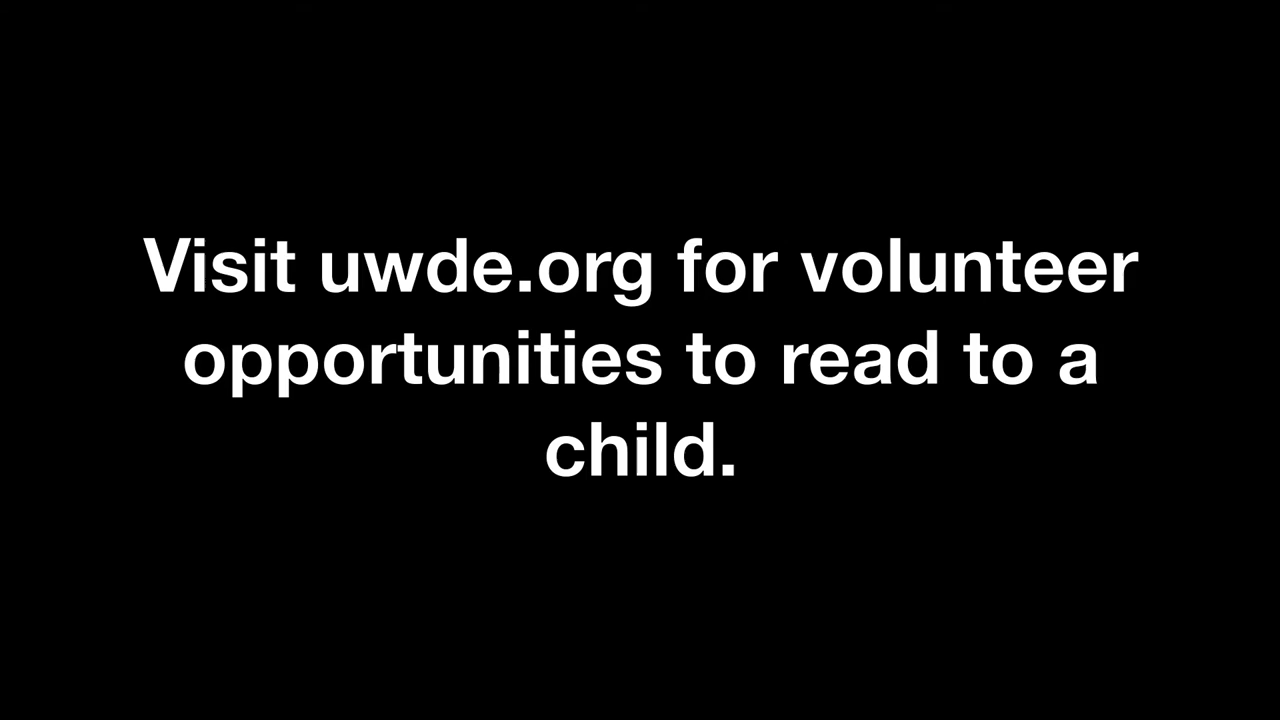 Visit uwde.org for volunteer
opportunities to read to a
child.